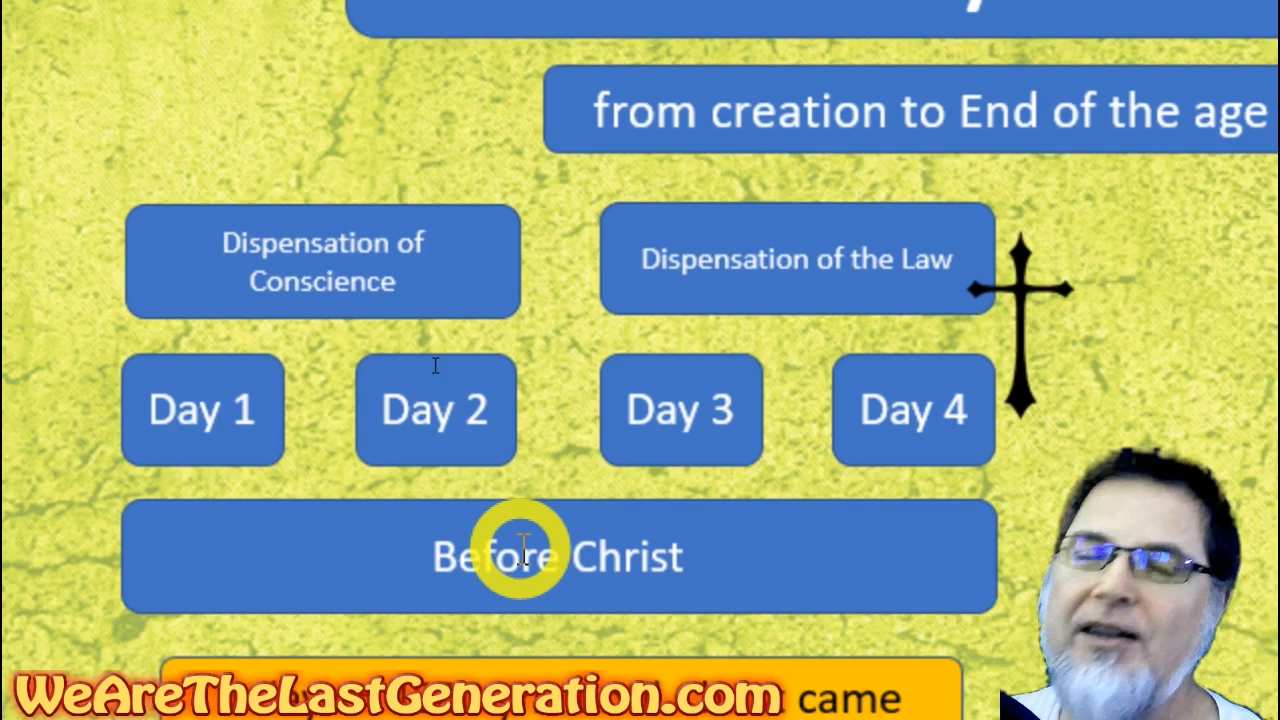 from creation to End of the age
Dispensation of
Conscience
Dispensation of the Law
Day 1
Day 2
Day 3
Day 4
Before Christ
came
WeAreTheLastGeneration.com